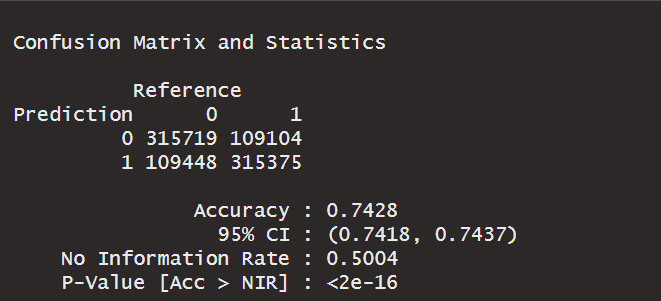 Confusion Matrix and Statistics
Reference
Prediction 0 1
0 315719 109104
1 109448 315375
Accuracy : 0.7428
95% CI : (0.7418, 0.7437)
No Information Rate : 0.5004
P-Value [Acc > NIR] : <2e-16